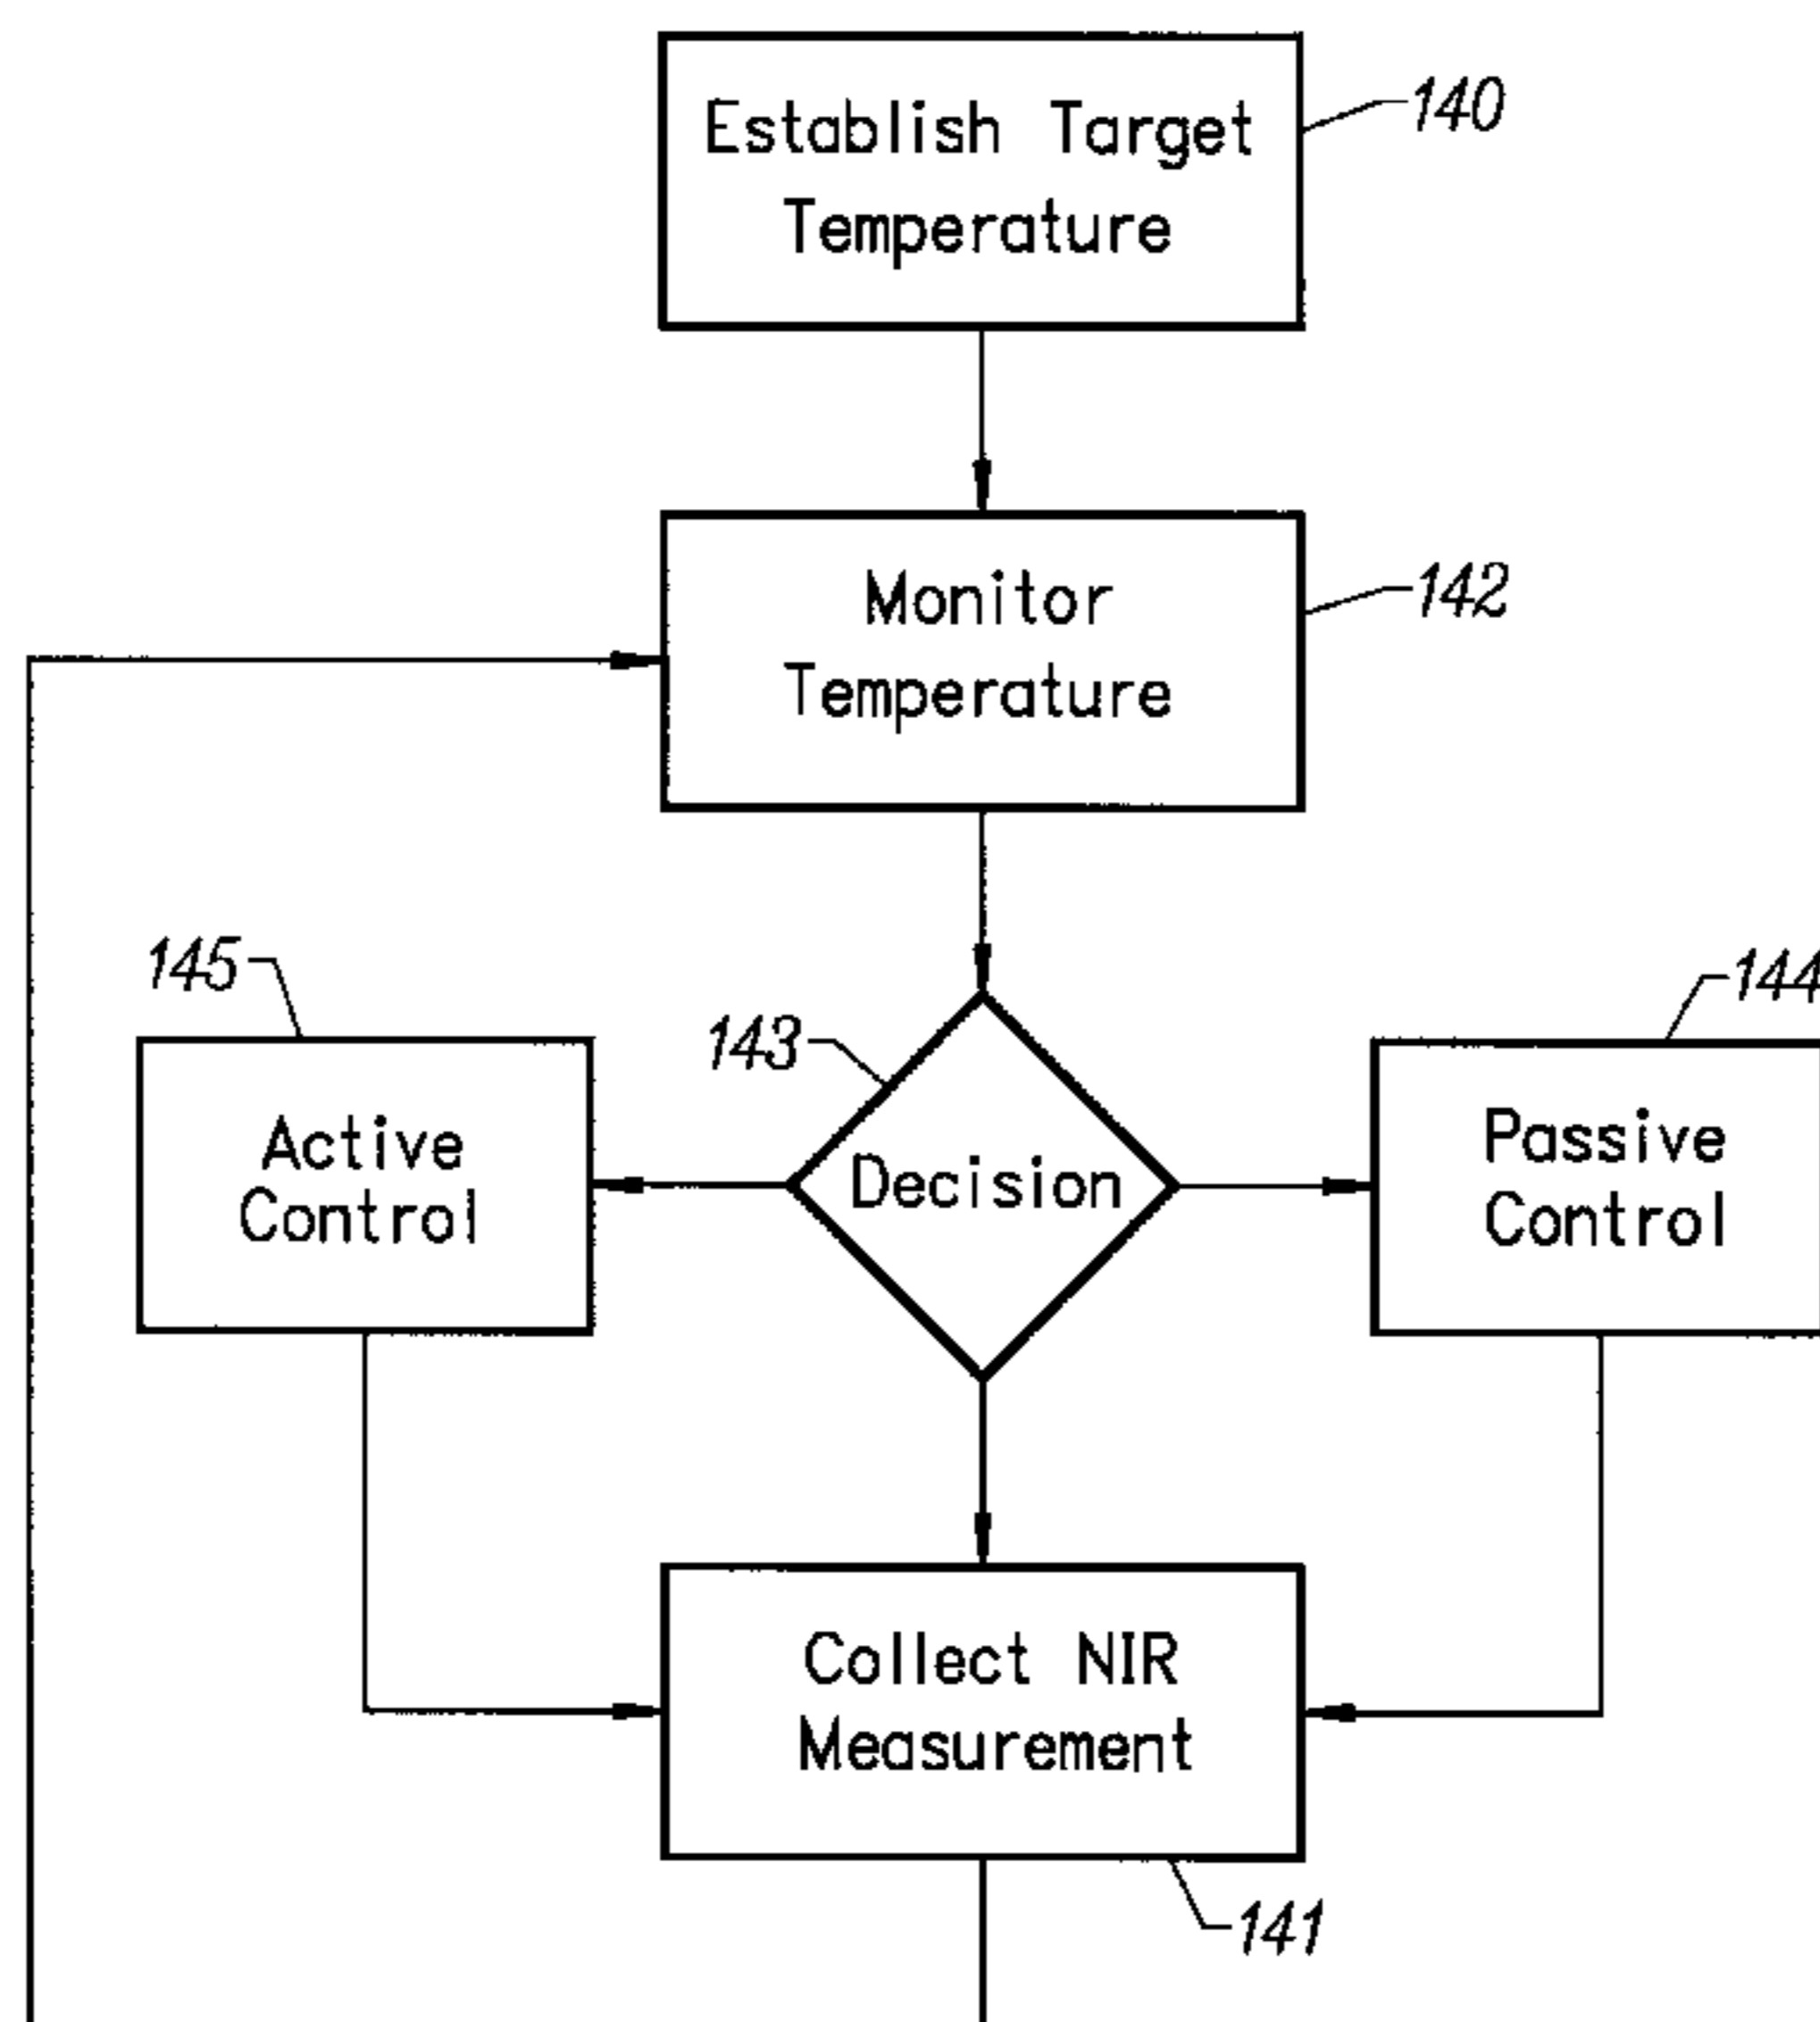 Establish Target
Temperature
140
Monitor
Temperature
142
145
143
144
Active
Control
Decision
Passive
Control
Collect NIR
Measurement
141